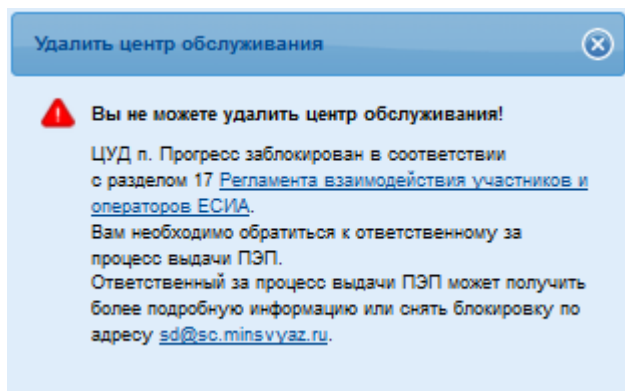 Удалить центр обслуживания
Вы не можете удалить центр обслуживания!
ЦУД п. Прогресс заблокирован в соответствии
с разделом 17 Регламента взаимодействия участников и
операторов ЕСИА.
Вам необходимо обратиться к ответственному за
процесс выдачи ПЭП.
Ответственный за процесс выдачи ПЭП может получить
более подробную информацию или снять блокировку по
адресу sd@sc.minsvyaz.ru.